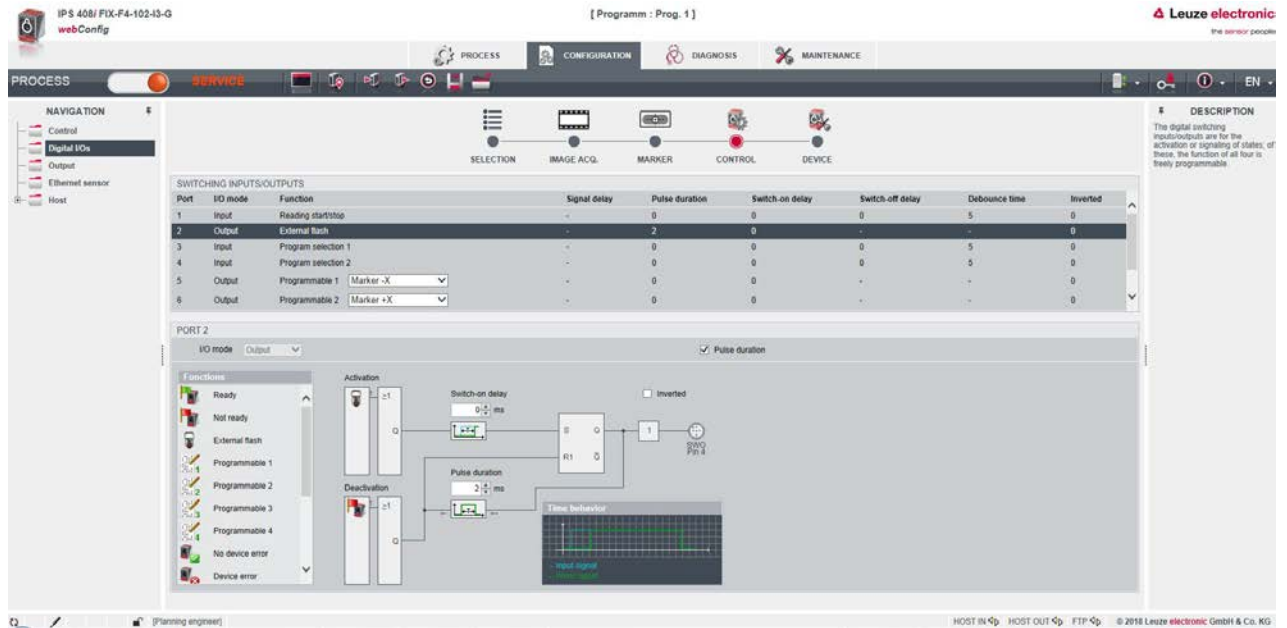 IPS 408i FIX-F4-102-I3-G
webConfig
[ Programm : Prog. 1 ]
Leuze electronic
the sensor people
PROCESS CONFIGURATION DIAGNOSIS MAINTENANCE
PROCESS SERVICE EN
NAVIGATION
Control
Digital I/Os
Output
Ethernet sensor
Host
SELECTION IMAGE ACQ. MARKER CONTROL DEVICE
DESCRIPTION
The digital switching
inputs/outputs are for the
activation or signaling of states; of
these, the function of all four is
freely programmable.
SWITCHING INPUTS/OUTPUTS
Port I/O mode Function Signal delay Pulse duration Switch-on delay Switch-off delay Debounce time Inverted
1 Input Reading start/stop - 0 0 0 5 0
2 Output External flash - 2 0 - - 0
3 Input Program selection 1 - 0 0 0 5 0
4 Input Program selection 2 - 0 0 0 5 0
5 Output Programmable 1 Marker -X - 0 0 - - 0
6 Output Programmable 2 Marker +X - 0 0 - - 0
PORT 2
I/O mode Output Pulse duration
Functions
Ready
Not ready
External flash
Programmable 1
Programmable 2
Programmable 3
Programmable 4
No device error
Device error
Activation
≥1
Q
Switch-on delay
0 ms
Inverted
S Q
R1 Q̄
1
SWO
Pin 4
Pulse duration
2 ms
Deactivation
≥1
Q
Time behavior
- Input signal
[Planning engineer]
HOST IN HOST OUT FTP © 2018 Leuze electronic GmbH & Co. KG